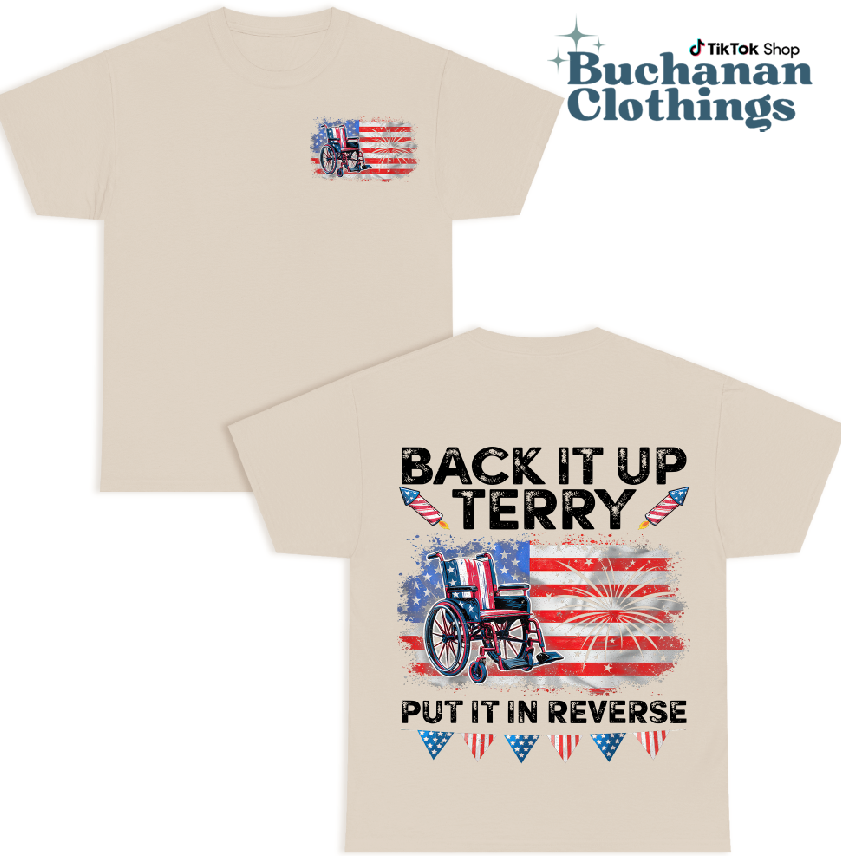 TikTok Shop
Buchanan
Clothings
BACK IT UP
TERRY
PUT IT IN REVERSE